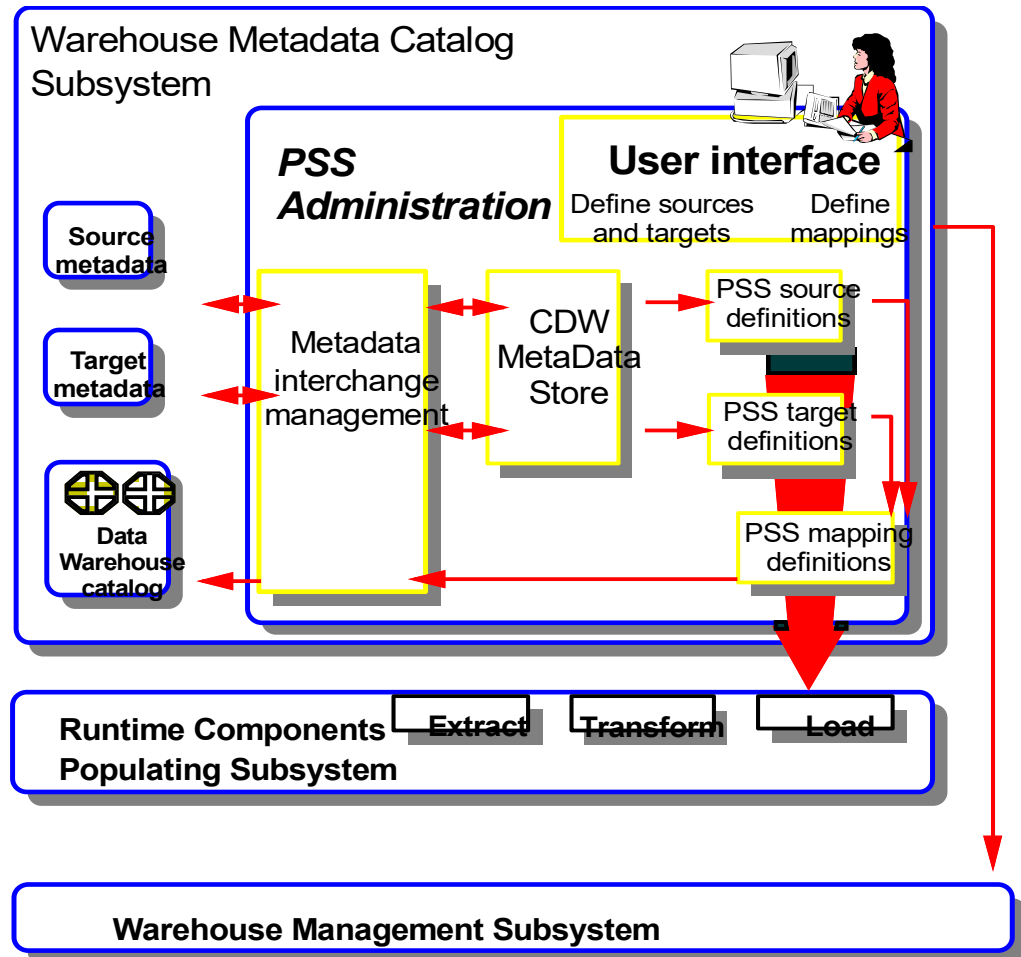 Warehouse Metadata Catalog
Subsystem
PSS
Administration
User interface
Define sources
and targets
Define
mappings
Source
metadata
Target
metadata
Data
Warehouse
catalog
Metadata
interchange
management
CDW
MetaData
Store
PSS source
definitions
PSS target
definitions
PSS mapping
definitions
Runtime Components
Populating Subsystem
Extract
Transform
Load
Warehouse Management Subsystem